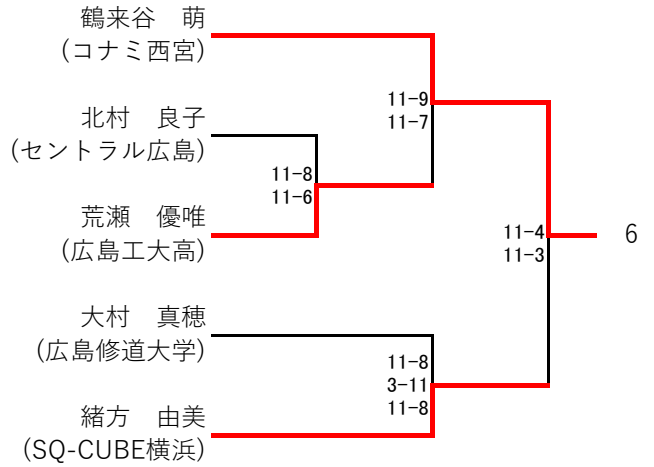 鶴来谷　萌
(コナミ西宮)
11-9
11-7
北村　良子
(セントラル広島)
11-8
11-6
荒瀬　優唯
(広島工大高)
11-4
11-3
6
大村　真穂
(広島修道大学)
11-8
3-11
11-8
緒方　由美
(SQ-CUBE横浜)